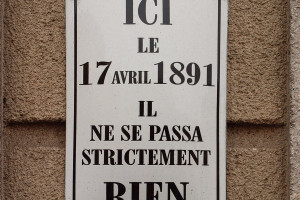 ICI
LE
17 AVRIL 1891
IL
NE SE PASSA
STRICTEMENT
RIEN